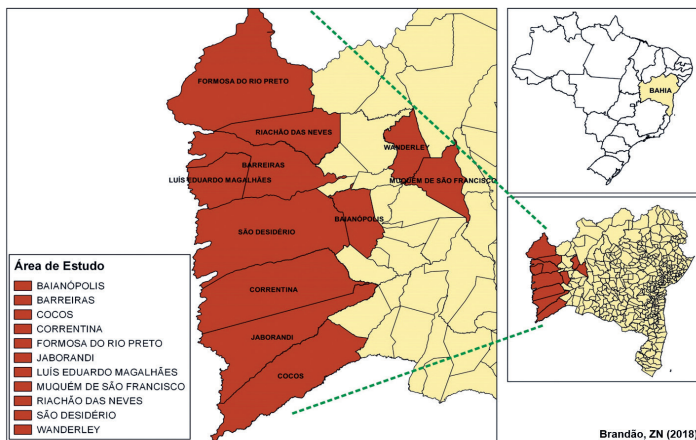 FORMOSA DO RIO PRETO
RIACHÃO DAS NEVES
WANDERLEY
BARREIRAS
LUÍS EDUARDO MAGALHÃES
MUQUÉM DE SÃO FRANCISCO
BAIANÓPOLIS
SÃO DESIDÉRIO
CORRENTINA
JABORANDI
COCOS
Área de Estudo
BAIANÓPOLIS
BARREIRAS
COCOS
CORRENTINA
FORMOSA DO RIO PRETO
JABORANDI
LUÍS EDUARDO MAGALHÃES
MUQUÉM DE SÃO FRANCISCO
RIACHÃO DAS NEVES
SÃO DESIDÉRIO
WANDERLEY
BAHIA
Brandão, ZN (2018)